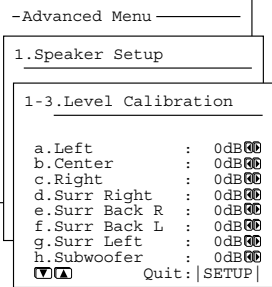 -Advanced Menu
1.Speaker Setup
1-3.Level Calibration
a.Left : 0dB
b.Center : 0dB
c.Right : 0dB
d.Surr Right : 0dB
e.Surr Back R : 0dB
f.Surr Back L : 0dB
g.Surr Left : 0dB
h.Subwoofer : 0dB
Quit:|SETUP|